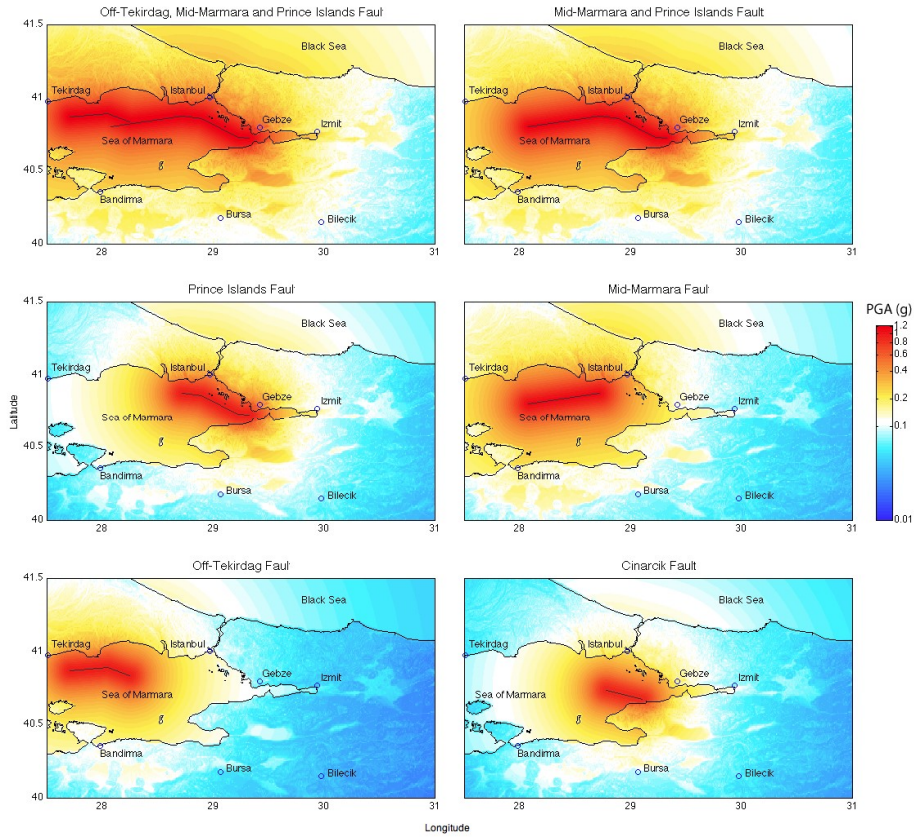 Off-Tekirdag, Mid-Marmara and Prince Islands Faul
41.5
41
40.5
40
Black Sea
Tekirdag
Istanbul
Gebze
Izmit
Sea of Marmara
Bandirma
Bursa
Bilecik
28
29
30
31
Mid-Marmara and Prince Islands Fault
Black Sea
Tekirdag
Istanbul
Gebze
Izmit
Sea of Marmara
Bandirma
Bursa
Bilecik
28
29
30
31
Prince Islands Faul
41.5
41
40.5
40
Black Sea
Tekirdag
Istanbul
Gebze
Izmit
Sea of Marmara
Bandirma
Bursa
Bilecik
28
29
30
31
Mid-Marmara Faul
Black Sea
Tekirdag
Istanbul
Gebze
Izmit
Sea of Marmara
Bandirma
Bursa
Bilecik
28
29
30
31
PGA (g)
1.2
0.8
0.6
0.4
0.2
0.1
0.01
Latitude
Off-Tekirdag Faul
41.5
41
40.5
40
Black Sea
Tekirdag
Istanbul
Gebze
Izmit
Sea of Marmara
Bandirma
Bursa
Bilecik
28
29
30
31
Cinarcik Fault
Black Sea
Tekirdag
Istanbul
Gebze
Izmit
Sea of Marmara
Bandirma
Bursa
Bilecik
28
29
30
31
Longitude